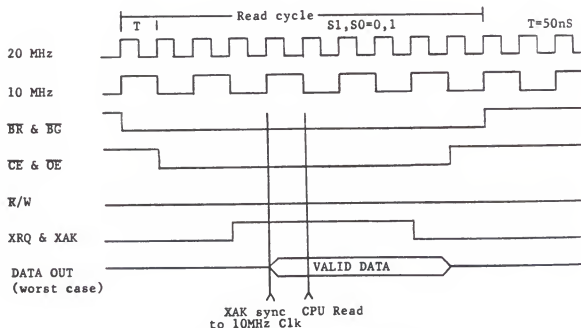 Read cycle
T
S1,S0=0,1
T=50nS
20 MHz
10 MHz
BR & BG
CE & OE
R/W
XRQ & XAK
DATA OUT
(worst case)
VALID DATA
XAK sync
to 10MHz Clk
CPU Read